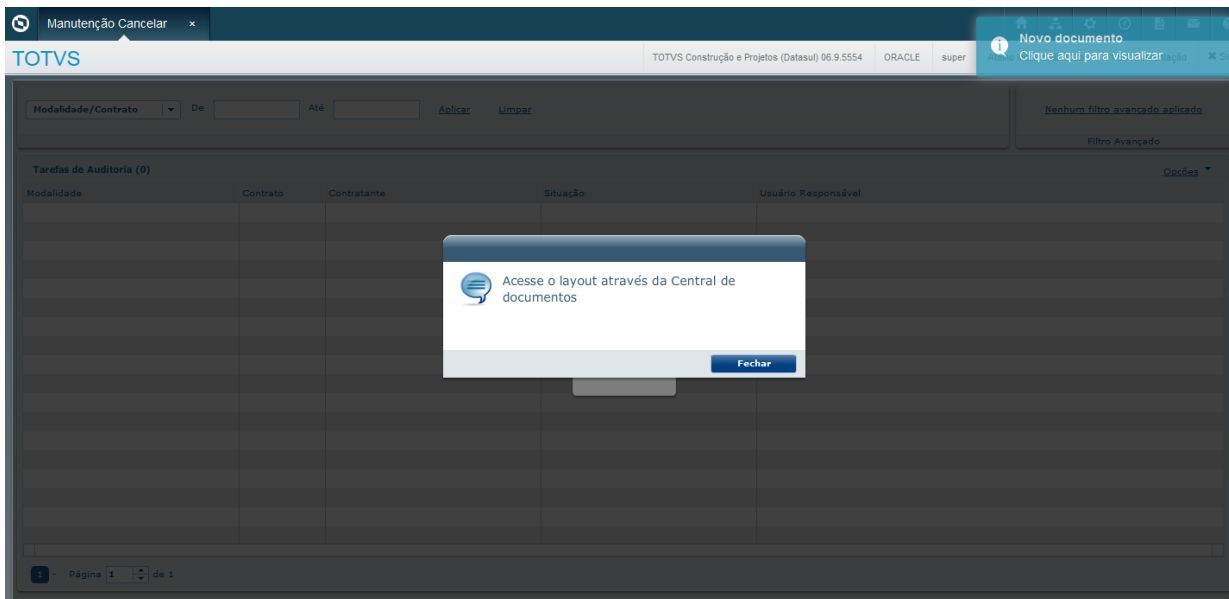 Manutenção Cancelar ×
Novo documento
Clique aqui para visualizar
TOTVS
TOTVS Construção e Projetos (Datasul) 06.9.5554 ORACLE super
Modalidade/Contrato De Até Aplicar Limpar
Nenhum filtro avançado aplicado
Filtro Avançado
Tarefas de Auditoria (0)
Opções
Modalidade Contrato Contratante Situação Usuário Responsável
Acesse o layout através da Central de
documentos
Fechar
1 - Página 1 de 1